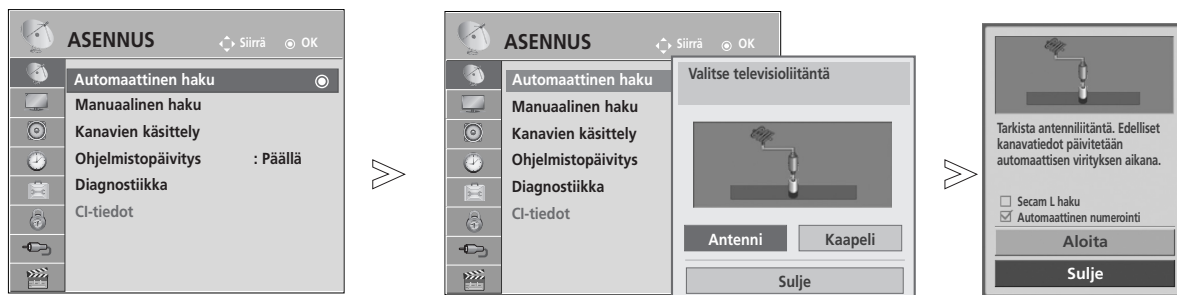 ASENNUS
Siirrä OK
Automaattinen haku
Manuaalinen haku
Kanavien käsittely
Ohjelmistopäivitys : Päällä
Diagnostiikka
CI-tiedot
ASENNUS
Siirrä OK
Automaattinen haku
Manuaalinen haku
Kanavien käsittely
Ohjelmistopäivitys
Diagnostiikka
CI-tiedot
Valitse televisioliitäntä
Antenni Kaapeli
Sulje
Tarkista antenniliitäntä. Edelliset
kanavatiedot päivitetään
automaattisen virityksen aikana.
Secam L haku
Automaattinen numerointi
Aloita
Sulje